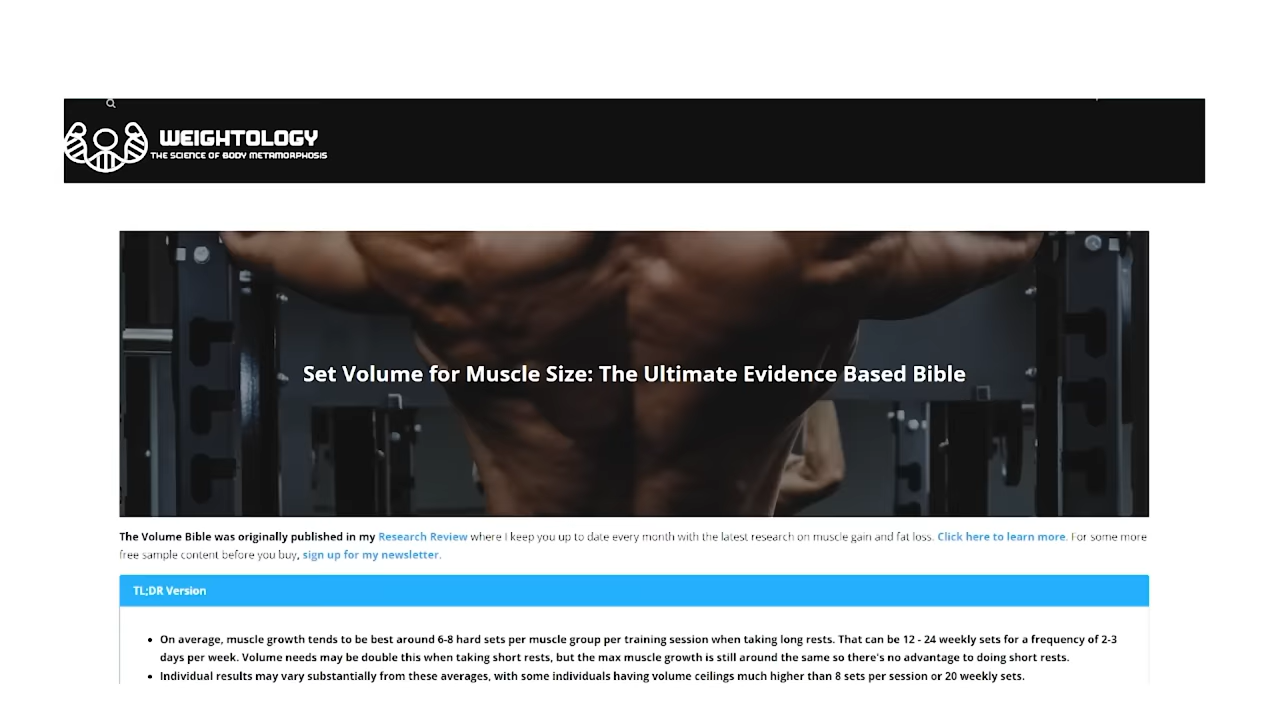 WEIGHTOLOGY
THE SCIENCE OF BODY METAMORPHOSIS
Set Volume for Muscle Size: The Ultimate Evidence Based Bible
The Volume Bible was originally published in my Research Review where I keep you up to date every month with the latest research on muscle gain and fat loss. Click here to learn more. For some more
free sample content before you buy, sign up for my newsletter.
TL;DR Version
• On average, muscle growth tends to be best around 6-8 hard sets per muscle group per training session when taking long rests. That can be 12 - 24 weekly sets for a frequency of 2-3
days per week. Volume needs may be double this when taking short rests, but the max muscle growth is still around the same so there's no advantage to doing short rests.
• Individual results may vary substantially from these averages, with some individuals having volume ceilings much higher than 8 sets per session or 20 weekly sets.